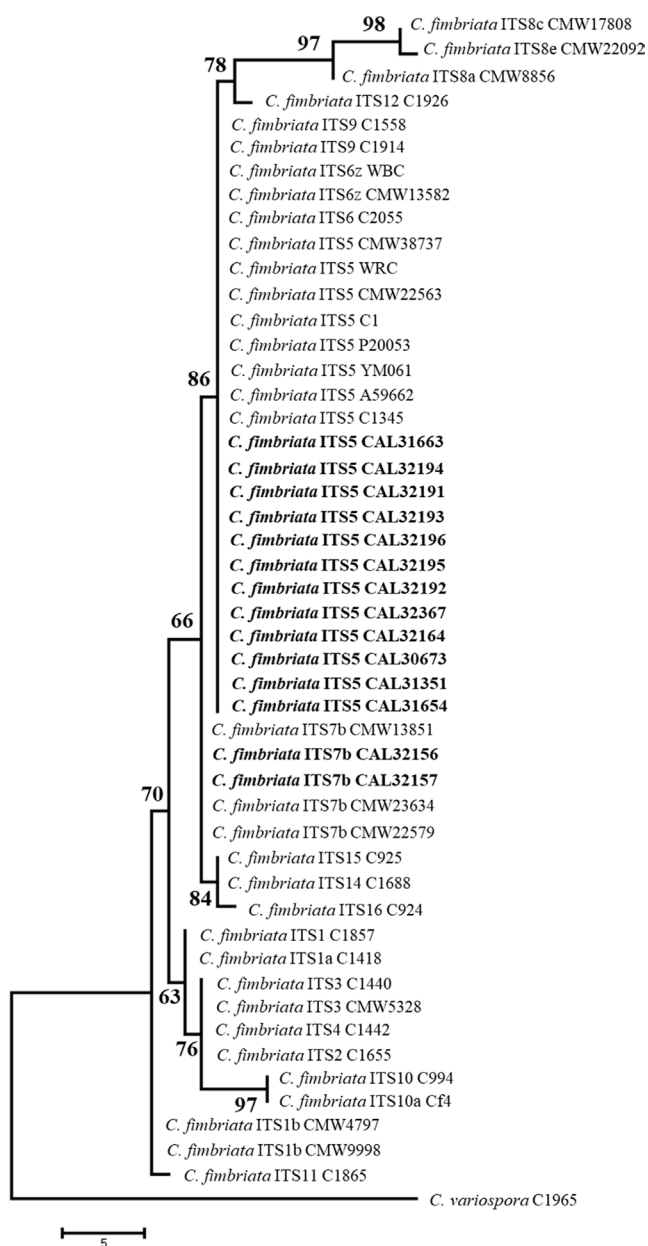 98
C. fimbriata ITS8c CMW17808
97
C. fimbriata ITS8e CMW22092
78
C. fimbriata ITS8a CMW8856
C. fimbriata ITS12 C1926
C. fimbriata ITS9 C1558
C. fimbriata ITS9 C1914
C. fimbriata ITS6z WBC
C. fimbriata ITS6z CMW13582
C. fimbriata ITS6 C2055
C. fimbriata ITS5 CMW38737
C. fimbriata ITS5 WRC
C. fimbriata ITS5 CMW22563
C. fimbriata ITS5 C1
C. fimbriata ITS5 P20053
C. fimbriata ITS5 YM061
86
C. fimbriata ITS5 A59662
C. fimbriata ITS5 C1345
C. fimbriata ITS5 CAL31663
C. fimbriata ITS5 CAL32194
C. fimbriata ITS5 CAL32191
C. fimbriata ITS5 CAL32193
C. fimbriata ITS5 CAL32196
C. fimbriata ITS5 CAL32195
C. fimbriata ITS5 CAL32192
C. fimbriata ITS5 CAL32367
66
C. fimbriata ITS5 CAL32164
C. fimbriata ITS5 CAL30673
C. fimbriata ITS5 CAL31351
C. fimbriata ITS5 CAL31654
C. fimbriata ITS7b CMW13851
C. fimbriata ITS7b CAL32156
C. fimbriata ITS7b CAL32157
70
C. fimbriata ITS7b CMW23634
C. fimbriata ITS7b CMW22579
C. fimbriata ITS15 C925
C. fimbriata ITS14 C1688
84
C. fimbriata ITS16 C924
C. fimbriata ITS1 C1857
C. fimbriata ITS1a C1418
C. fimbriata ITS3 C1440
63
C. fimbriata ITS3 CMW5328
C. fimbriata ITS4 C1442
76
C. fimbriata ITS2 C1655
C. fimbriata ITS10 C994
97
C. fimbriata ITS10a Cf4
C. fimbriata ITS1b CMW4797
C. fimbriata ITS1b CMW9998
C. fimbriata ITS11 C1865
C. variospora C1965
5